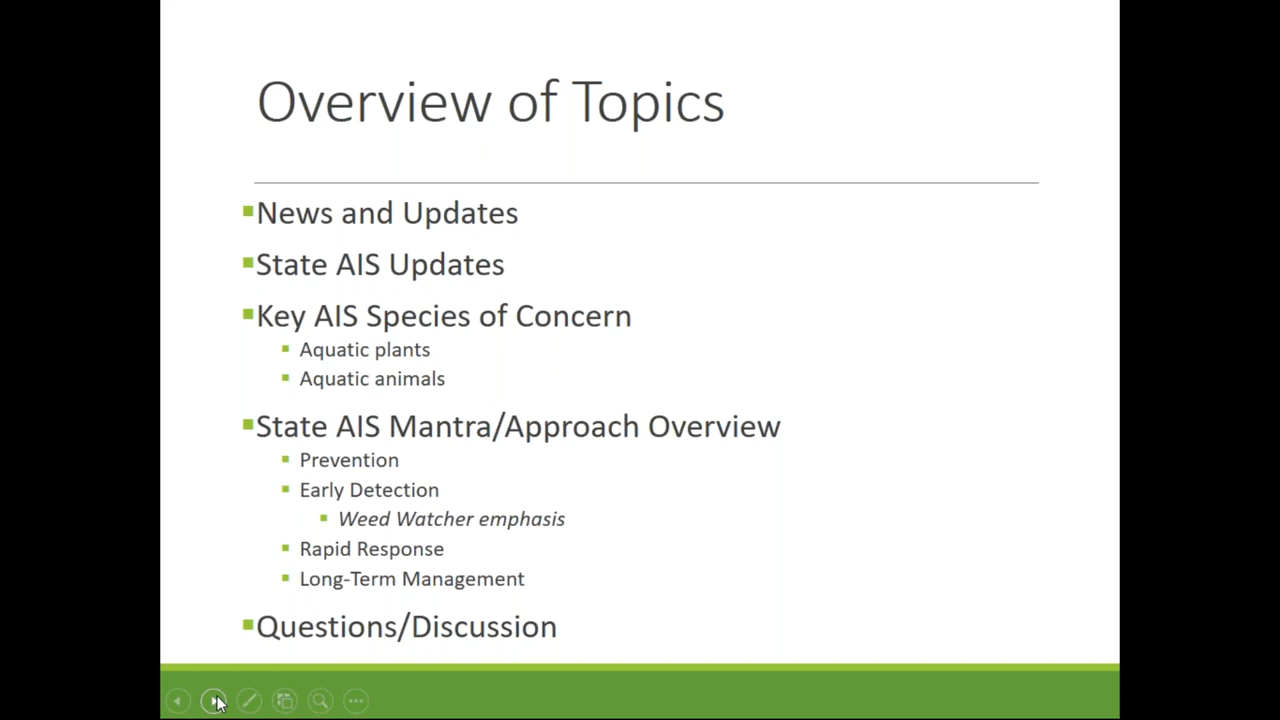 Overview of Topics
News and Updates
State AIS Updates
Key AIS Species of Concern
Aquatic plants
Aquatic animals
State AIS Mantra/Approach Overview
Prevention
Early Detection
Weed Watcher emphasis
Rapid Response
Long-Term Management
Questions/Discussion